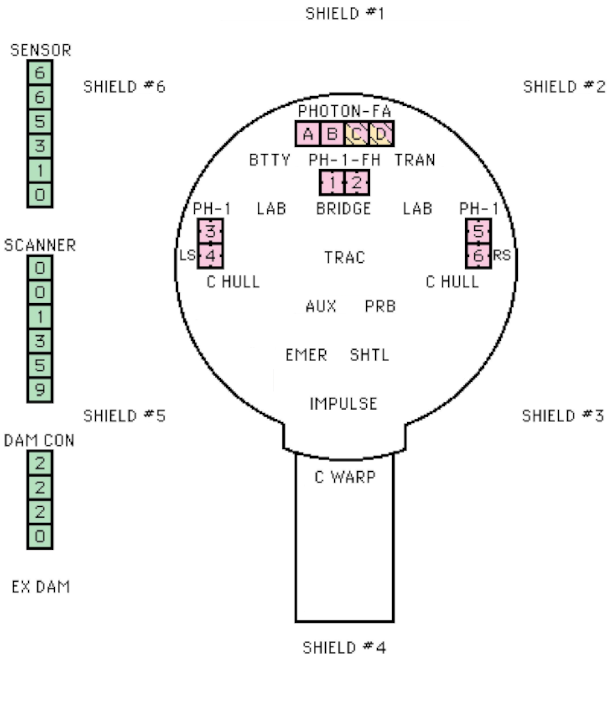 SHIELD #1
SENSOR
6
6
5
3
1
0
SHIELD #6
SHIELD #2
PHOTON-FA
A B C D
BTTY PH-1-FH TRAN
1 2
PH-1 LAB BRIDGE LAB PH-1
3
LS 4
5
6 RS
SCANNER
0
0
1
3
5
9
TRAC
C HULL C HULL
AUX PRB
EMER SHTL
IMPULSE
SHIELD #5
SHIELD #3
DAM CON
2
2
2
0
C WARP
EX DAM
SHIELD #4